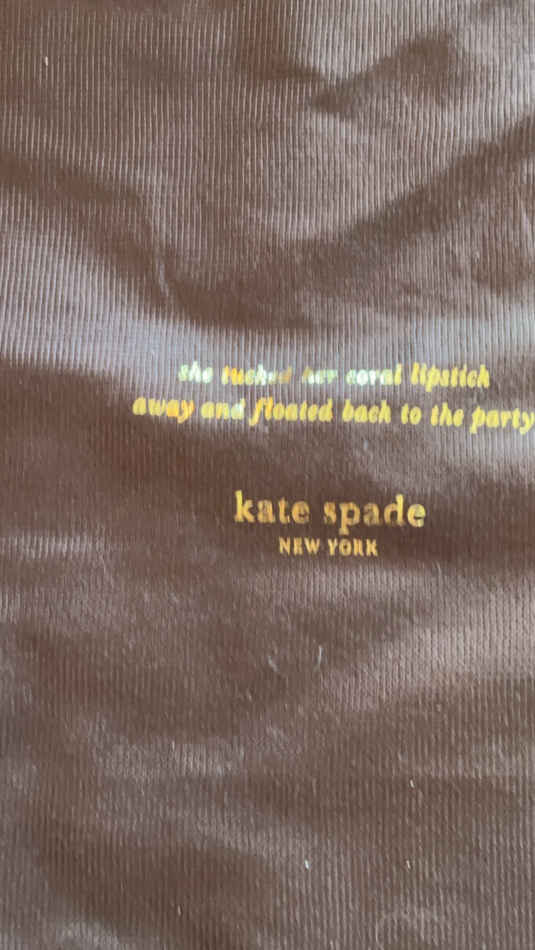 she tucked her coral lipstick
away and floated back to the party
kate spade
NEW YORK